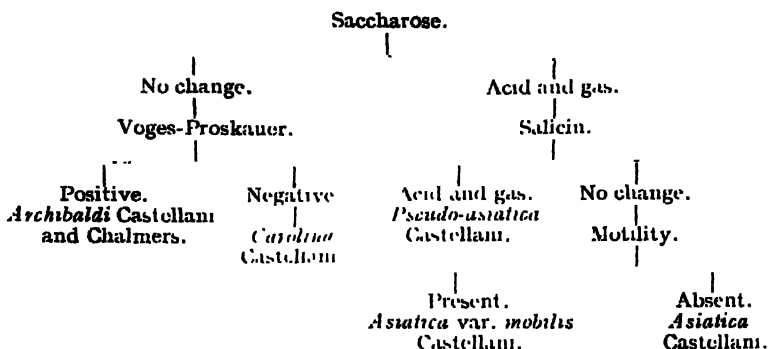 Saccharose.
No change.
Acid and gas.
Voges-Proskauer.
Salicin.
Positive.
Archibaldi Castellani
and Chalmers.
Negative
Carolina
Castellani
Acid and gas.
Pseudo-asiatica
Castellani.
No change.
Motility.
Present.
Asiatica var. mobilis
Castellani.
Absent.
Asiatica
Castellani.